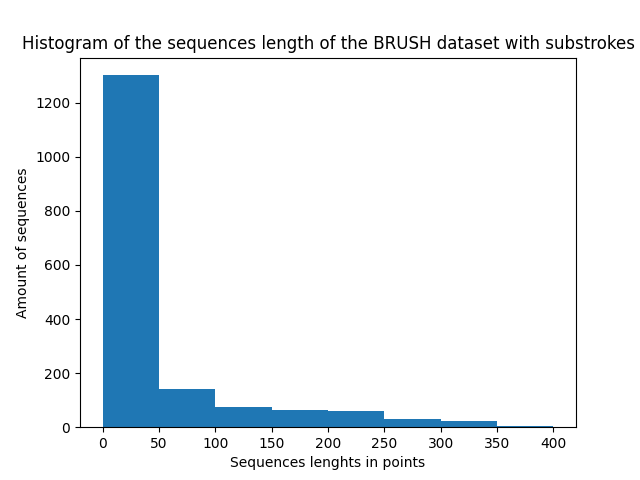 Histogram of the sequences length of the BRUSH dataset with substrokes
1200
1000
800
600
400
200
0
Amount of sequences
0 50 100 150 200 250 300 350 400
Sequences lenghts in points